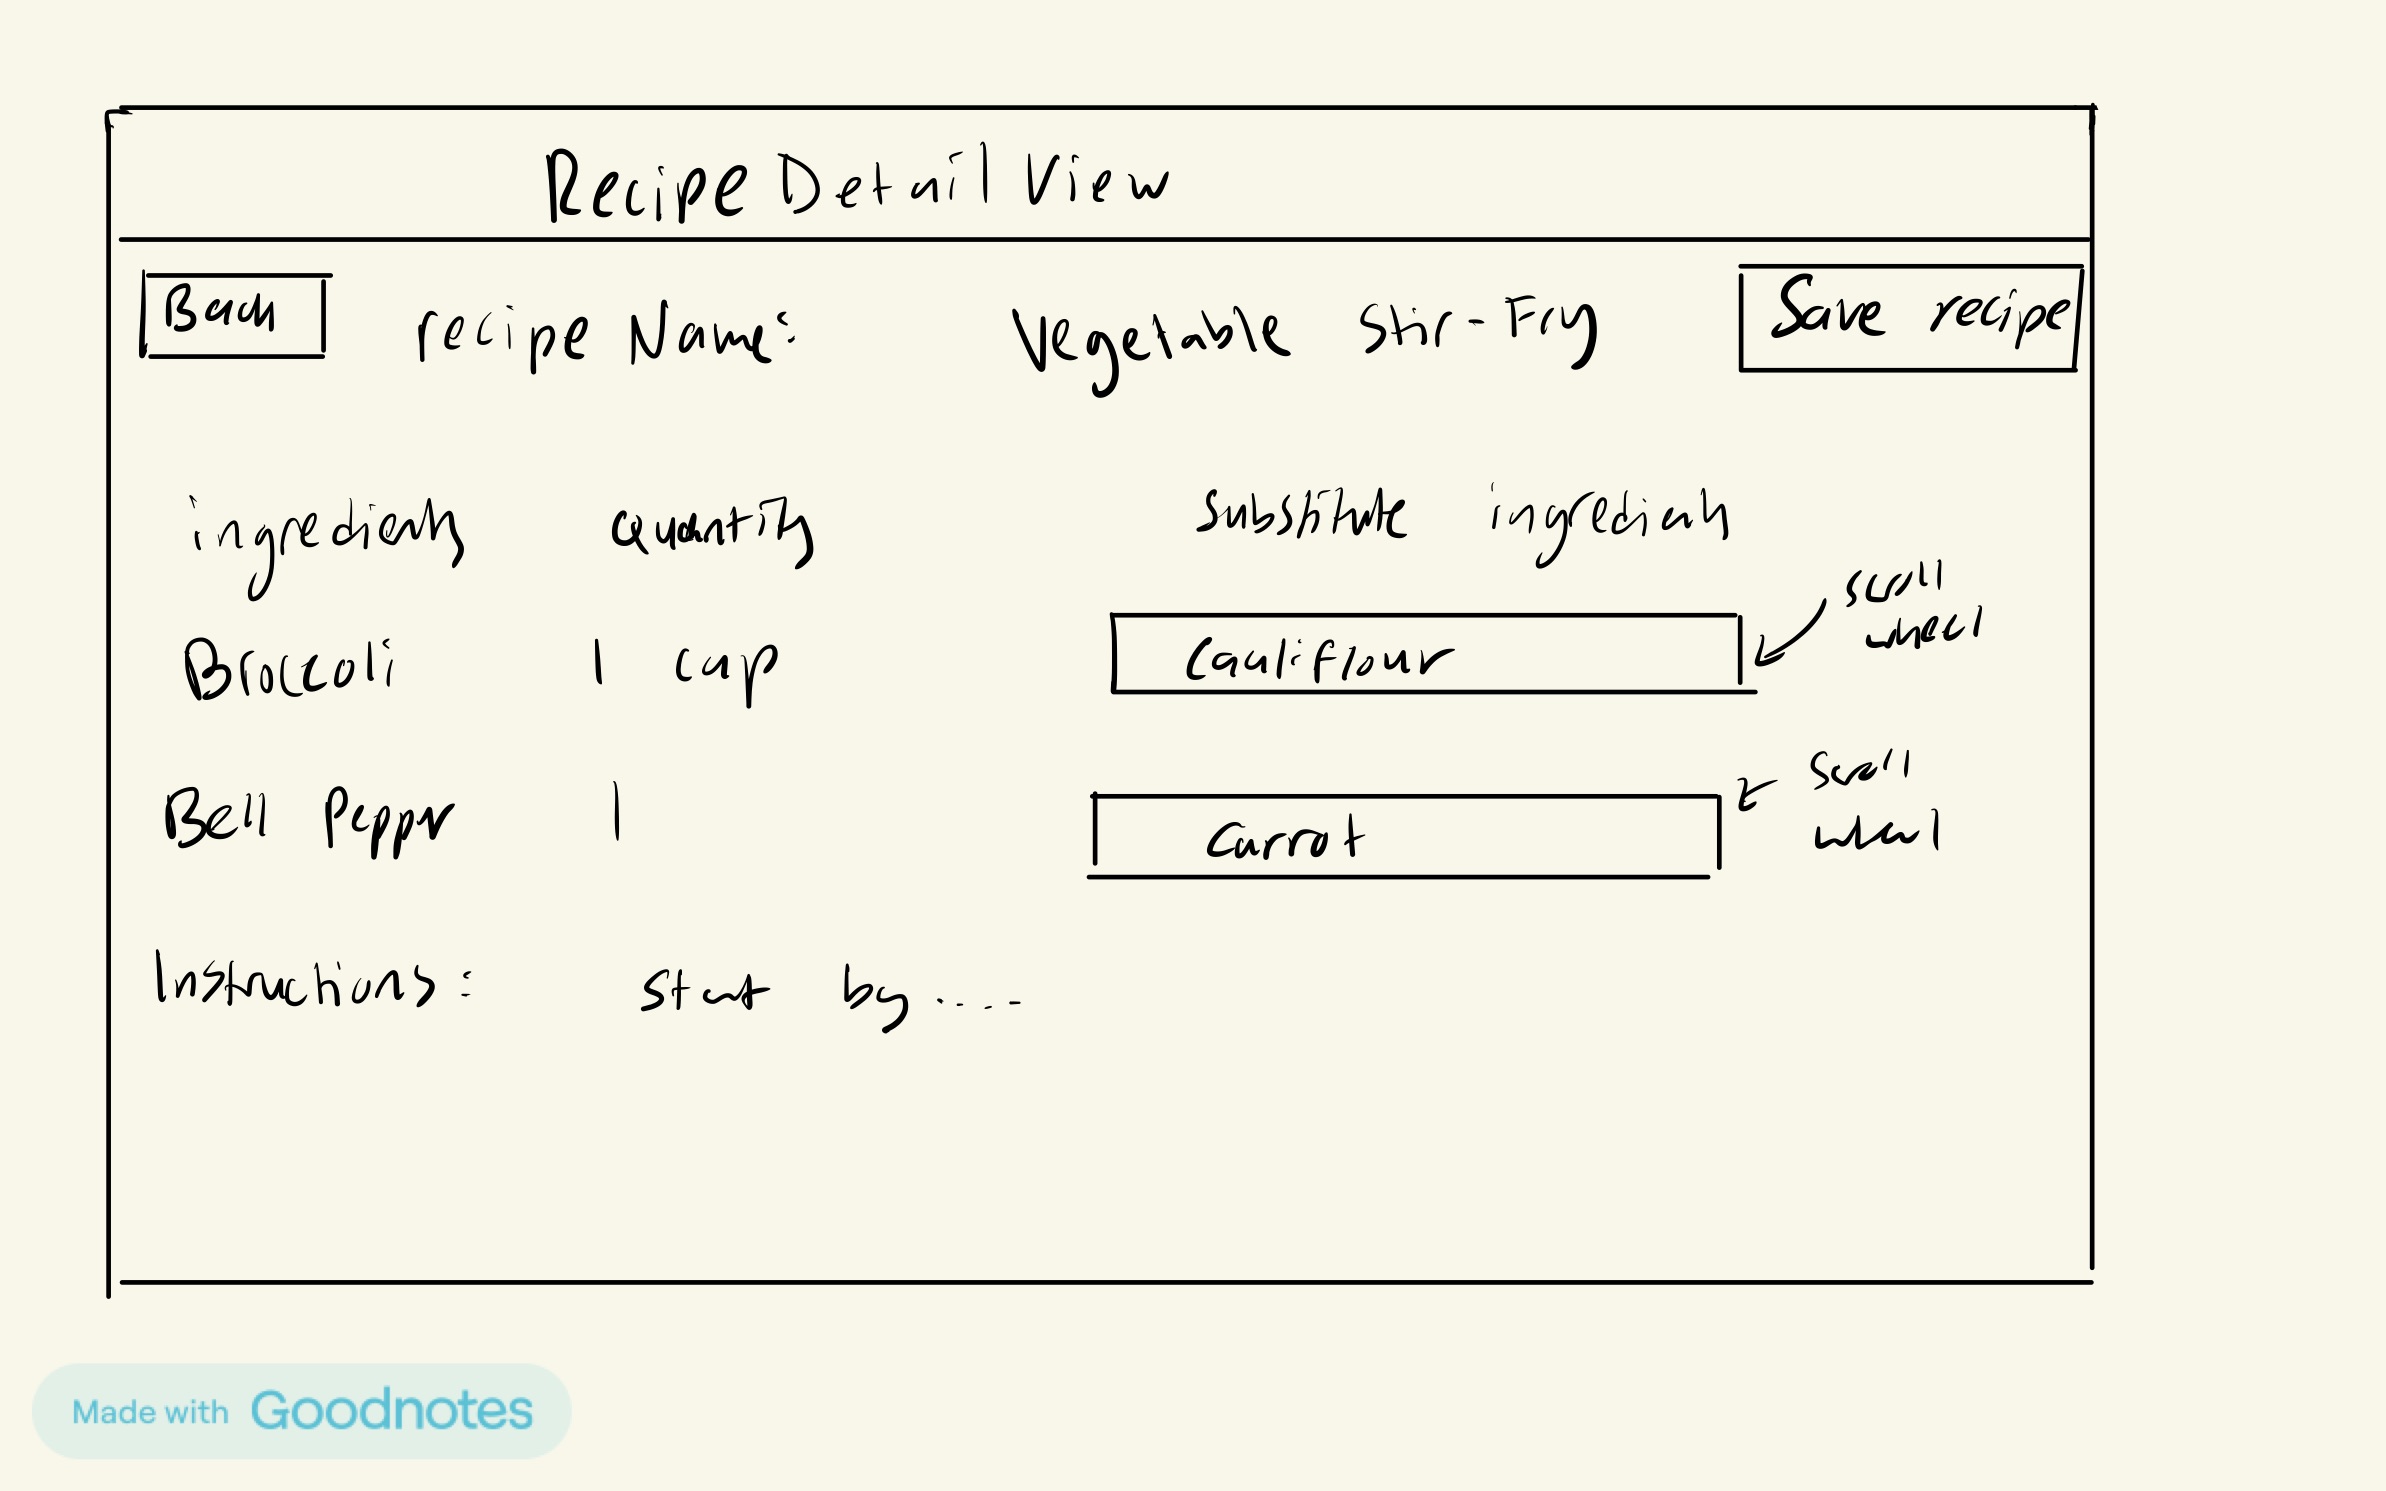 Recipe Detail View
Back recipe Name: Vegetable Stir-Fry Save recipe
ingredients quantity substitute ingredients
scroll
wheel
Broccoli 1 cup Cauliflour
Bell Pepper 1 Carrot
scroll
wheel
Instructions: start by....
Made with Goodnotes